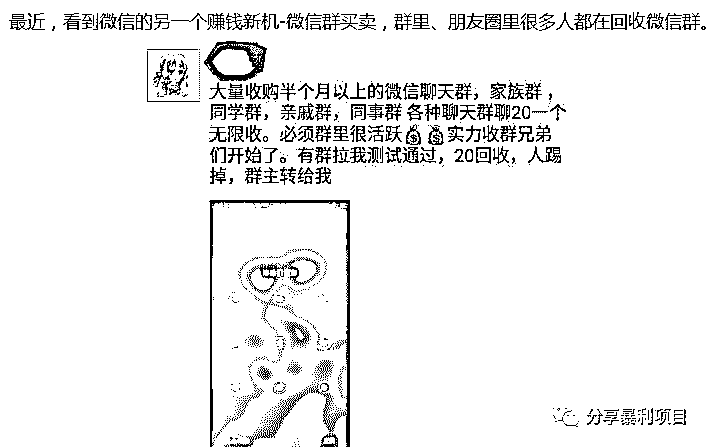 最近，看到微信的另一个赚钱新机-微信群买卖，群里、朋友圈里很多人都在回收微信群。
大量收购半个月以上的微信聊天群，家族群，
同学群，亲戚群，同事群 各种聊天群聊20一个
无限收。必须群里很活跃💰💰实力收群兄弟
们开始了。有群拉我测试通过，20回收，人踢
掉，群主转给我
分享暴利项目